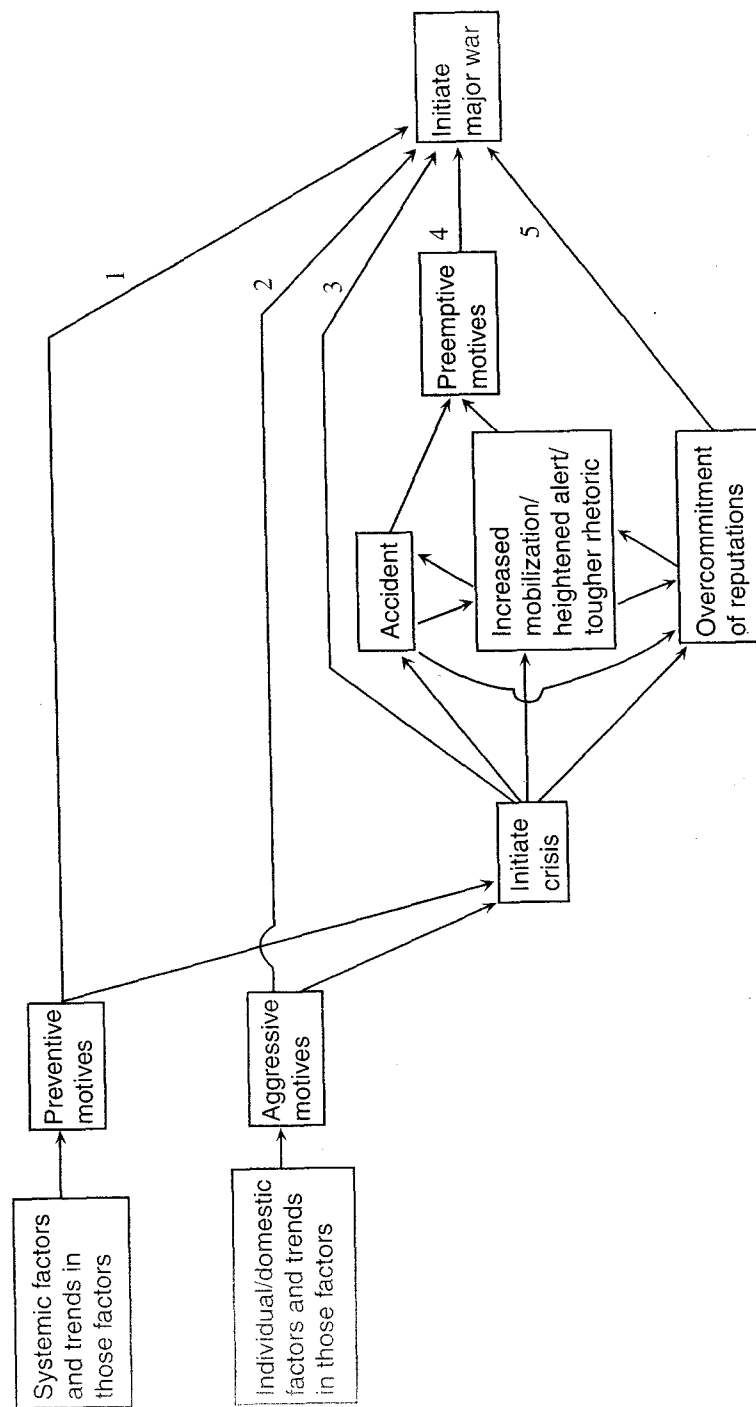 Systemic factors
and trends in
those factors
Preventive
motives
1
Individual/domestic
factors and trends
in those factors
Aggressive
motives
2
Initiate
crisis
3
Accident
Increased
mobilization/
heightened alert/
tougher rhetoric
Overcommitment
of reputations
Preemptive
motives
4
5
Initiate
major war